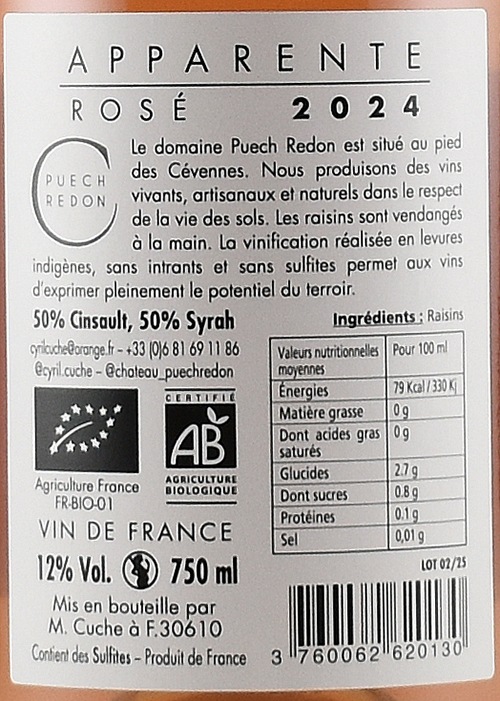 APPARENTE
ROSÉ 2024
PUECH
REDON
Le domaine Puech Redon est situé au pied
des Cévennes. Nous produisons des vins
vivants, artisanaux et naturels dans le respect
de la vie des sols. Les raisins sont vendangés
à la main. La vinification réalisée en levures
indigènes, sans intrants et sans sulfites permet aux vins
d'exprimer pleinement le potentiel du terroir.
50% Cinsault, 50% Syrah
cyrilcuche@orange.fr - +33 (0)6 81 69 11 86
@cyril.cuche - @chateau_puechredon
CERTIFIÉ
AB
AGRICULTURE
BIOLOGIQUE
Agriculture France
FR-BIO-01
VIN DE FRANCE
12% Vol. 750 ml
Mis en bouteille par
M. Cuche à F.30610
Contient des Sulfites - Produit de France
Ingrédients : Raisins
Valeurs nutritionnelles moyennes Pour 100 ml
Énergies 79 Kcal / 330 Kj
Matière grasse 0 g
Dont acides gras saturés 0 g
Glucides 2.7 g
Dont sucres 0.8 g
Protéines 0.1 g
Sel 0,01 g
LOT 02/25
3 760062 620130